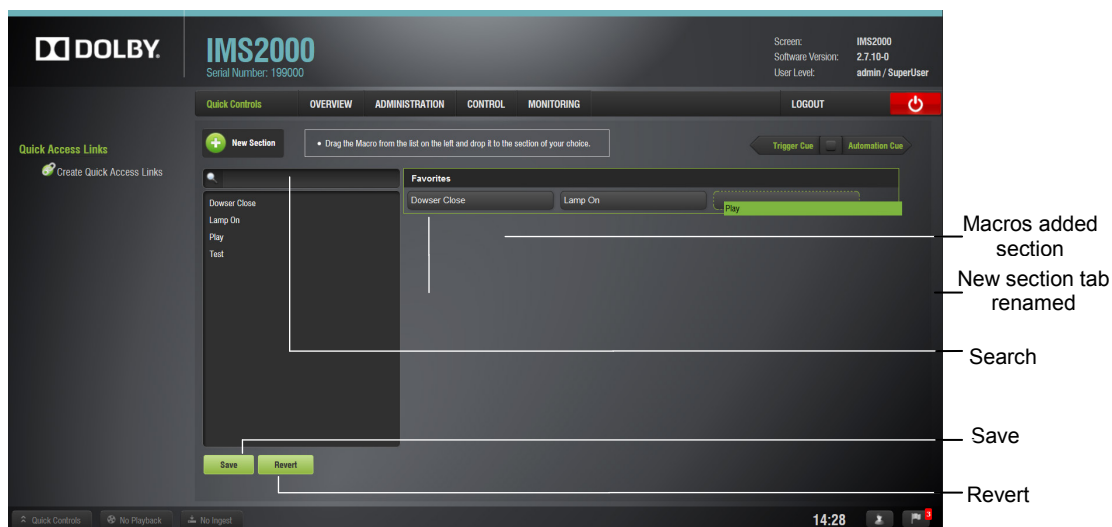 DOLBY.
IMS2000
Serial Number: 199000
Screen: IMS2000
Software Version: 2.7.10-0
User Level: admin / SuperUser
Quick Controls OVERVIEW ADMINISTRATION CONTROL MONITORING LOGOUT
Quick Access Links
Create Quick Access Links
New Section
• Drag the Macro from the list on the left and drop it to the section of your choice.
Trigger Cue Automation Cue
Favorites
Dowser Close Lamp On Play
Dowser Close
Lamp On
Play
Test
Macros added
section
New section tab
renamed
Search
Save
Revert
Save Revert
Quick Controls No Playback No Ingest 14:28 3